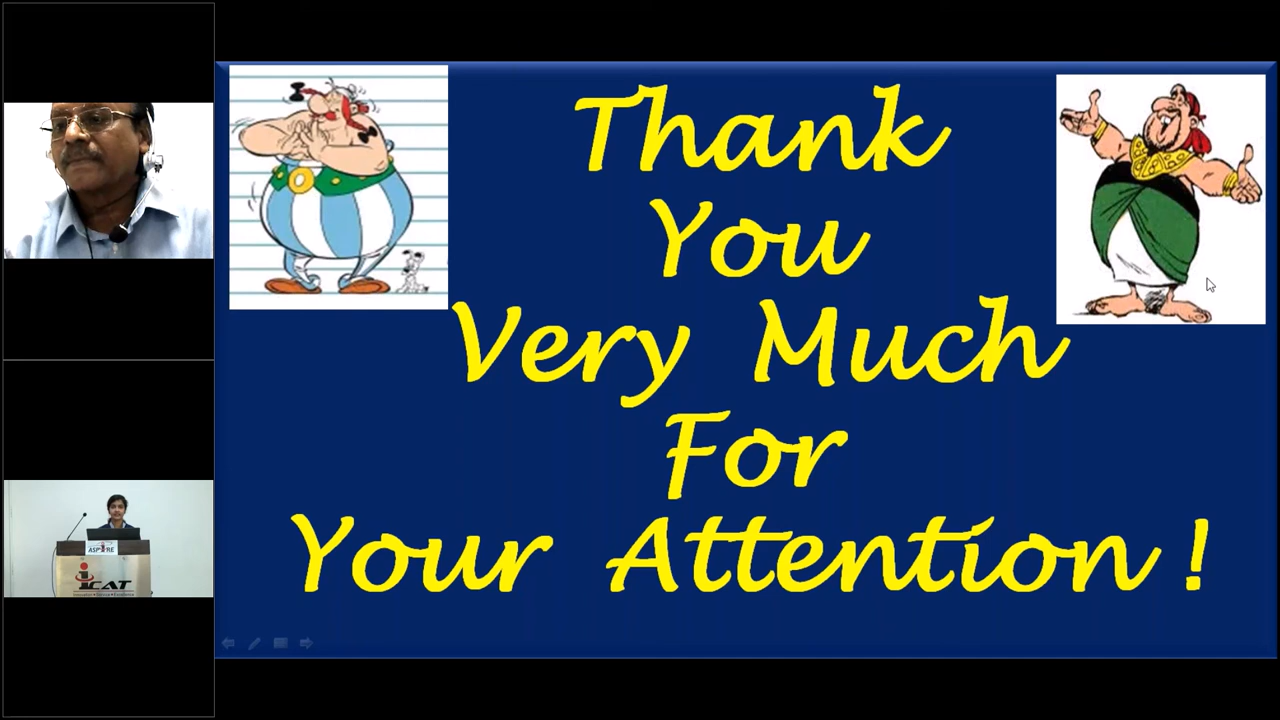 Thank
You
Very Much
For
Your Attention !
ASPIRE
iCAT